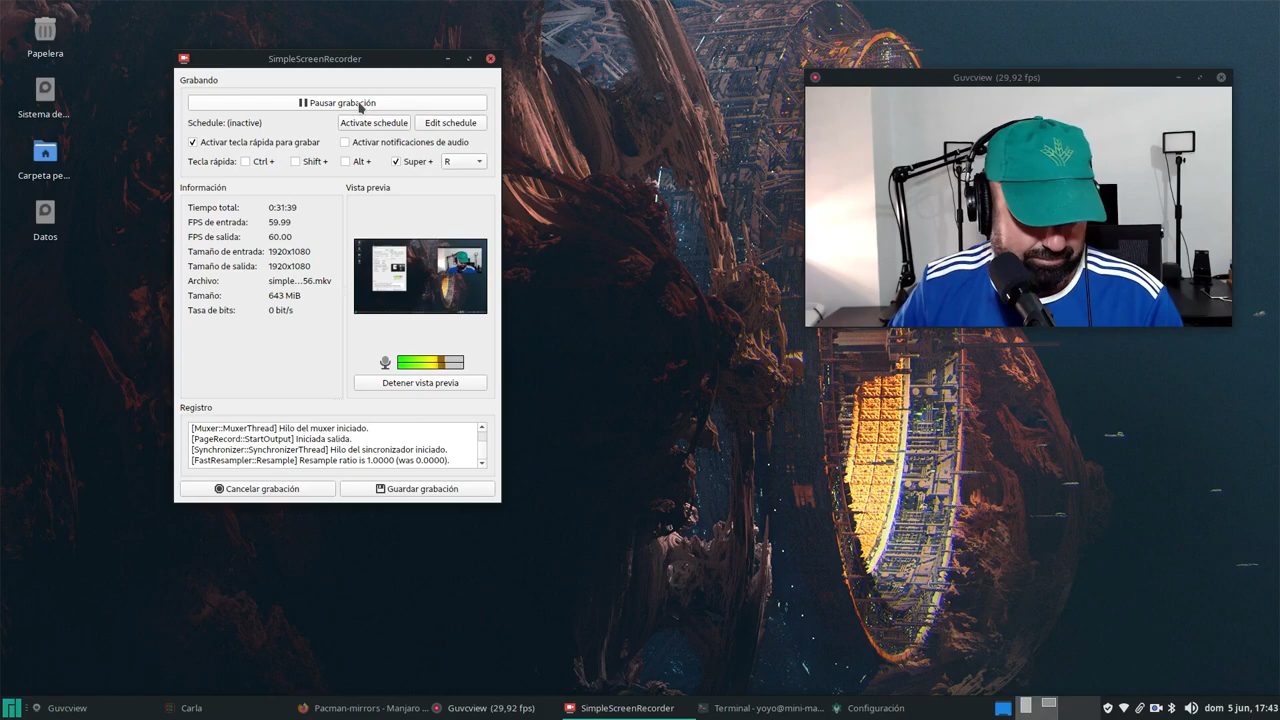 Papelera
Sistema de...
Carpeta pe...
Datos
SimpleScreenRecorder
Grabando
Pausar grabación
Schedule: (inactive)
Activate schedule
Edit schedule
Activar tecla rápida para grabar
Activar notificaciones de audio
Tecla rápida:
Ctrl +
Shift +
Alt +
Super +
R
Información
Tiempo total: 0:31:39
FPS de entrada: 59.99
FPS de salida: 60.00
Tamaño de entrada: 1920x1080
Tamaño de salida: 1920x1080
Archivo: simple...56.mkv
Tamaño: 643 MiB
Tasa de bits: 0 bit/s
Vista previa
Detener vista previa
Registro
[Muxer::MuxerThread] Hilo del muxer iniciado.
[PageRecord::StartOutput] Iniciada salida.
[Synchronizer::SynchronizerThread] Hilo del sincronizador iniciado.
[FastResampler::Resample] Resample ratio is 1.0000 (was 0.0000).
Cancelar grabación
Guardar grabación
Guvcview (29,92 fps)
Guvcview
Carla
Pacman-mirrors - Manjaro ...
Guvcview (29,92 fps)
SimpleScreenRecorder
Terminal - yoyo@mini-ma...
Configuración
dom 5 jun, 17:43